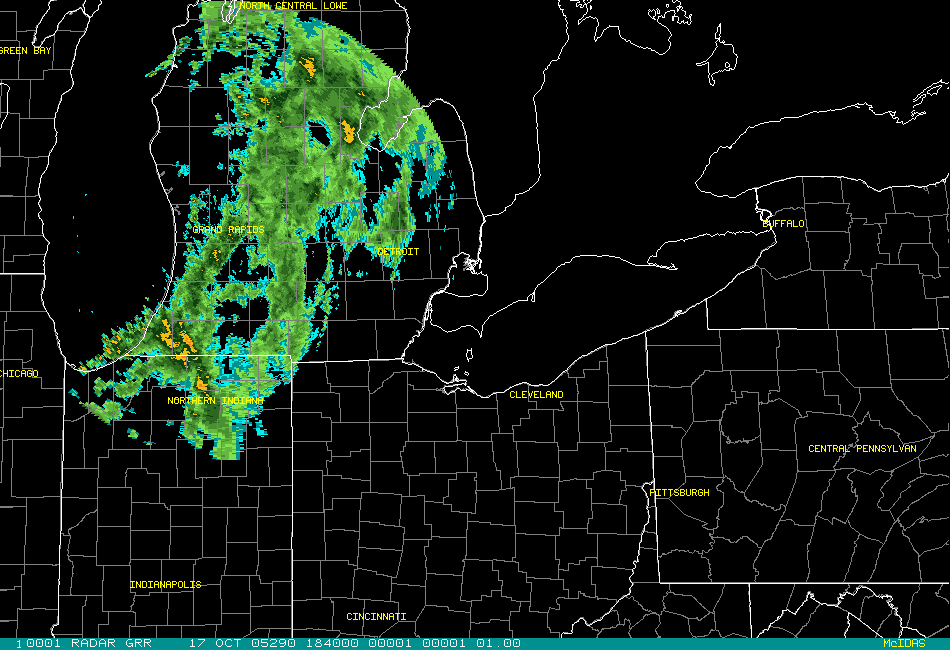 NORTH CENTRAL LOWE
GREEN BAY
BUFFALO
GRAND RAPIDS
DETROIT
CHICAGO
CLEVELAND
NORTHERN INDIANA
CENTRAL PENNSYLVAN
PITTSBURGH
INDIANAPOLIS
CINCINNATI
10001 RADAR GRR 17 OCT 05290 184000 00001 00001 01.00 McIDAS